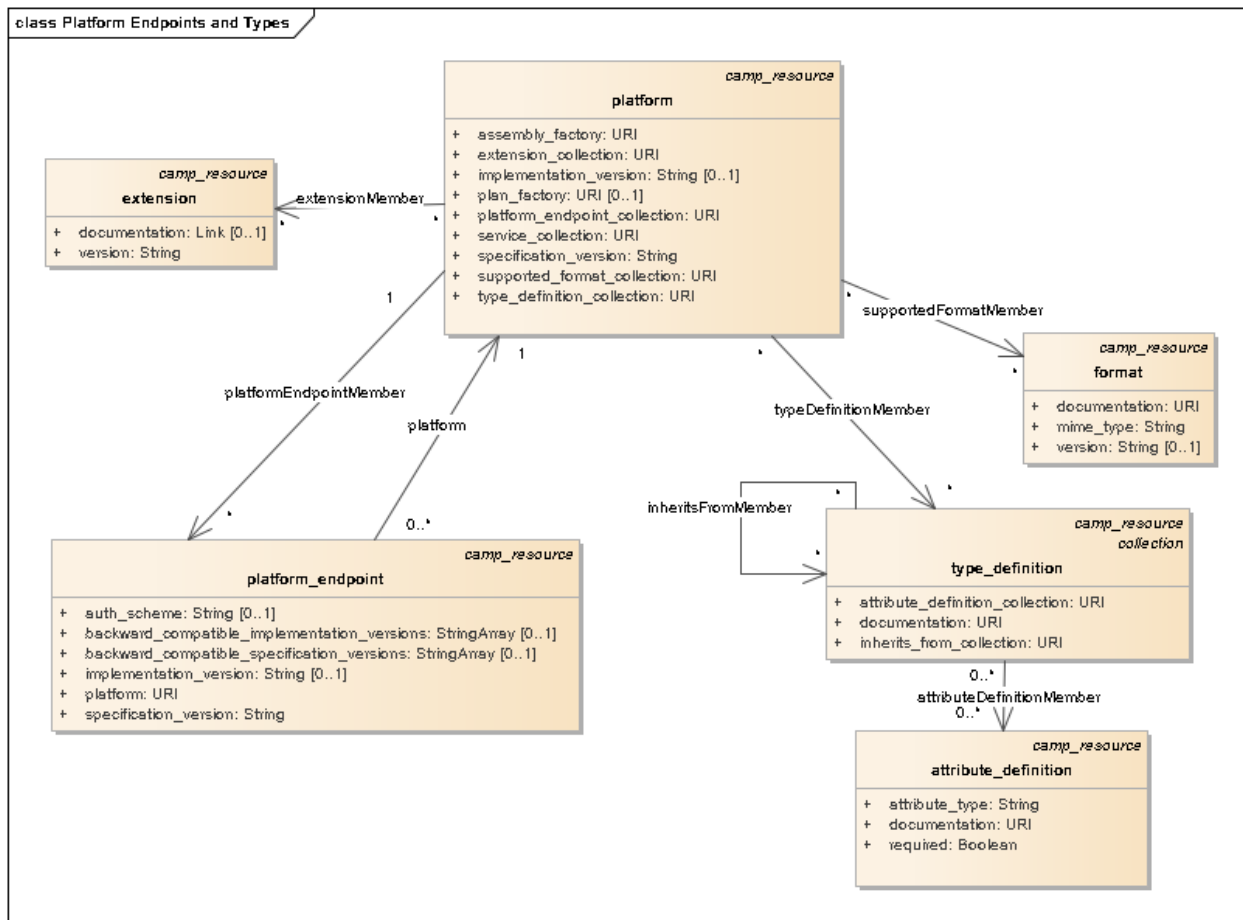 class Platform Endpoints and Types
camp_resource
platform
+ assembly_factory: URI
+ extension_collection: URI
+ implementation_version: String [0..1]
+ plan_factory: URI [0..1]
+ platform_endpoint_collection: URI
+ service_collection: URI
+ specification_version: String
+ supported_format_collection: URI
+ type_definition_collection: URI
camp_resource
extension
+ documentation: Link [0..1]
+ version: String
extensionMember
*
*
1
platformEndpointMember
*
1
platform
0..*
*
supportedFormatMember
*
camp_resource
format
+ documentation: URI
+ mime_type: String
+ version: String [0..1]
*
typeDefinitionMember
*
inheritsFromMember
*
*
camp_resource
platform_endpoint
+ auth_scheme: String [0..1]
+ backward_compatible_implementation_versions: StringArray [0..1]
+ backward_compatible_specification_versions: StringArray [0..1]
+ implementation_version: String [0..1]
+ platform: URI
+ specification_version: String
camp_resource
collection
type_definition
+ attribute_definition_collection: URI
+ documentation: URI
+ inherits_from_collection: URI
0..*
attributeDefinitionMember
0..*
camp_resource
attribute_definition
+ attribute_type: String
+ documentation: URI
+ required: Boolean